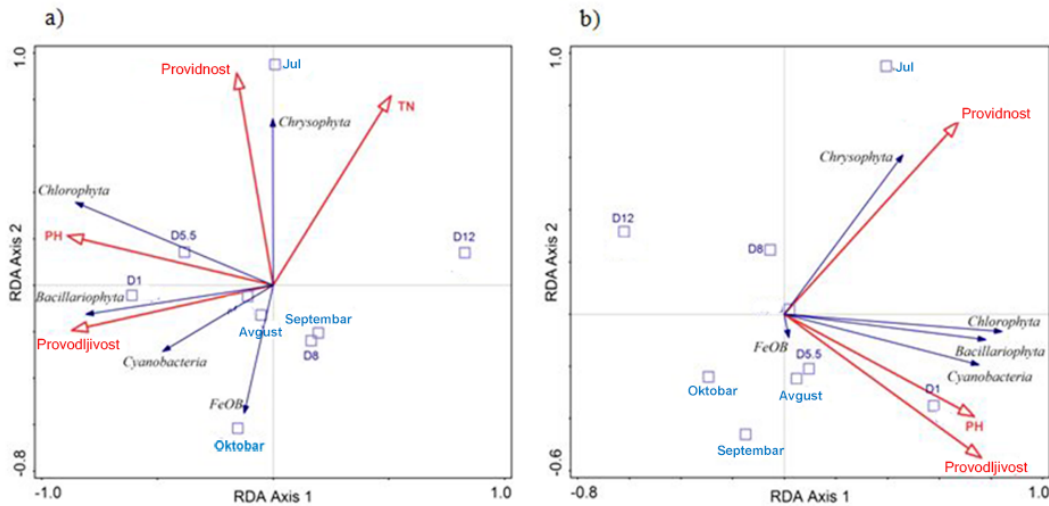 a)
1.0
Providnost
Jul
TN
Chrysophyta
Chlorophyta
PH
D5.5
D12
D1
Bacillariophyta
Provodljivost
Avgust
Septembar
D8
Cyanobacteria
FeOB
Oktobar
RDA Axis 2
-0.8
-1.0
RDA Axis 1
1.0
b)
1.0
Jul
Providnost
Chrysophyta
D12
D8
FeOB
Chlorophyta
Bacillariophyta
Cyanobacteria
D5.5
Oktobar
Avgust
D1
PH
Septembar
Provodljivost
RDA Axis 2
-0.6
-0.8
RDA Axis 1
1.0